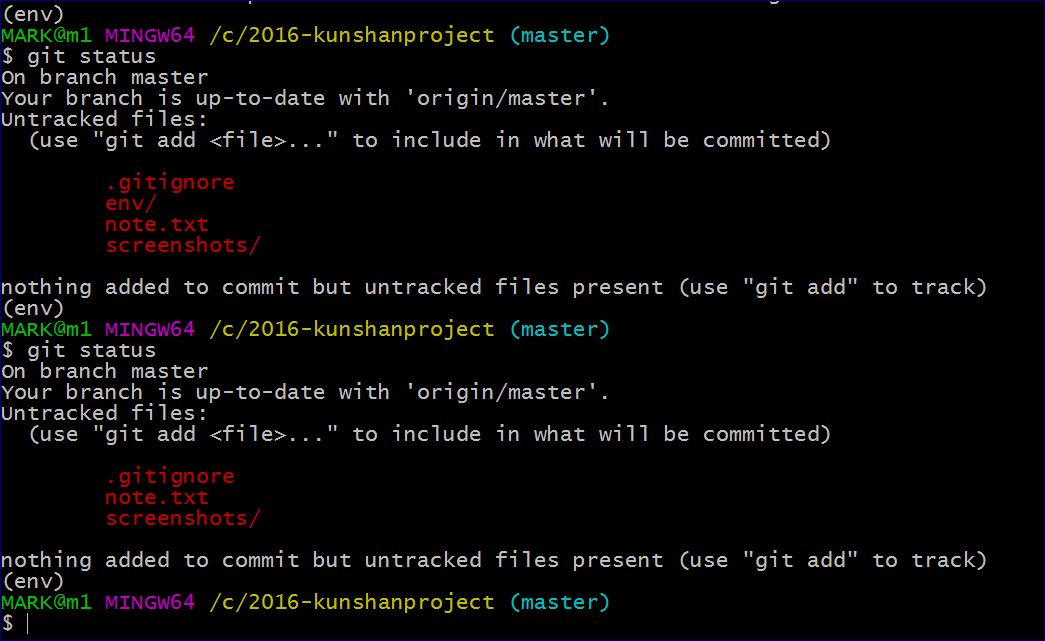 (env)
MARK@m1 MINGW64 /c/2016-kunshanproject (master)
$ git status
On branch master
Your branch is up-to-date with 'origin/master'.
Untracked files:
  (use "git add <file>..." to include in what will be committed)

        .gitignore
        env/
        note.txt
        screenshots/

nothing added to commit but untracked files present (use "git add" to track)
(env)
MARK@m1 MINGW64 /c/2016-kunshanproject (master)
$ git status
On branch master
Your branch is up-to-date with 'origin/master'.
Untracked files:
  (use "git add <file>..." to include in what will be committed)

        .gitignore
        note.txt
        screenshots/

nothing added to commit but untracked files present (use "git add" to track)
(env)
MARK@m1 MINGW64 /c/2016-kunshanproject (master)
$